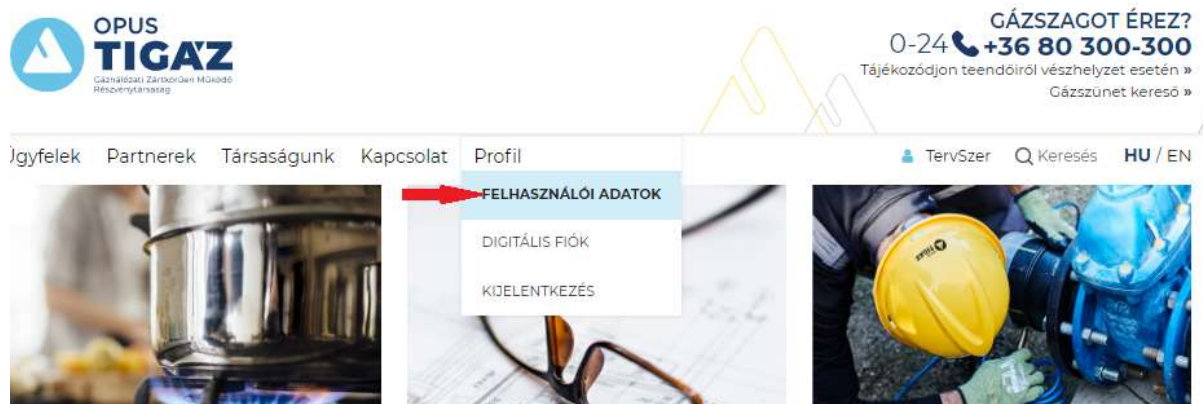 OPUS
TIGÁZ
Gázhálózati Zártkörűen Működő
Részvénytársaság
GÁZSZAGOT ÉREZ?
0-24 +36 80 300-300
Tájékozódjon teendőiről vészhelyzet esetén »
Gázszünet kereső »
Ügyfelek Partnerek Társaságunk Kapcsolat Profil TervSzer Keresés HU / EN
FELHASZNÁLÓI ADATOK
DIGITÁLIS FIÓK
KIJELENTKEZÉS
TIGÁZ